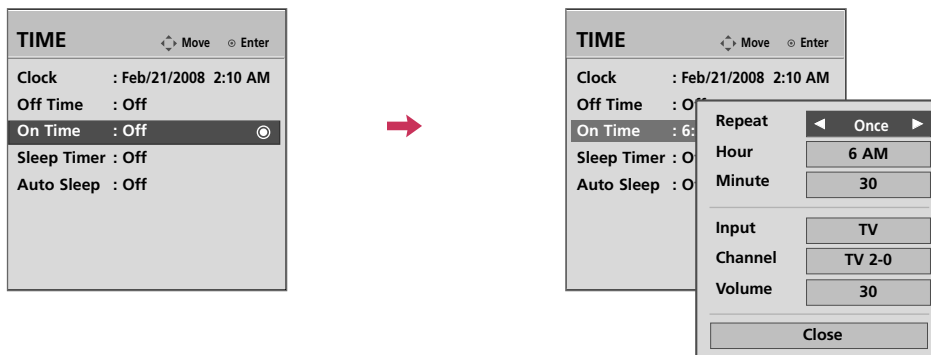 TIME Move Enter
Clock : Feb/21/2008 2:10 AM
Off Time : Off
On Time : Off
Sleep Timer : Off
Auto Sleep : Off
TIME Move Enter
Clock : Feb/21/2008 2:10 AM
Off Time
On Time : 6:
Sleep Timer
Auto Sleep
Repeat Once
Hour 6 AM
Minute 30
Input TV
Channel TV 2-0
Volume 30
Close